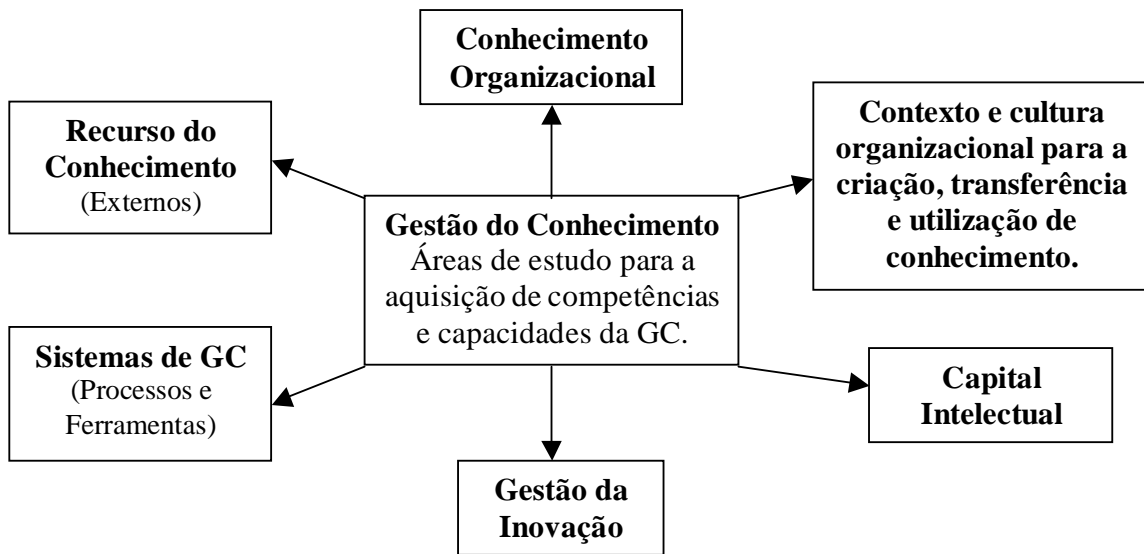 Conhecimento
Organizacional
Recurso do
Conhecimento
(Externos)
Contexto e cultura
organizacional para a
criação, transferência
e utilização de
conhecimento.
Gestão do Conhecimento
Áreas de estudo para a
aquisição de competências
e capacidades da GC.
Sistemas de GC
(Processos e
Ferramentas)
Capital
Intelectual
Gestão da
Inovação